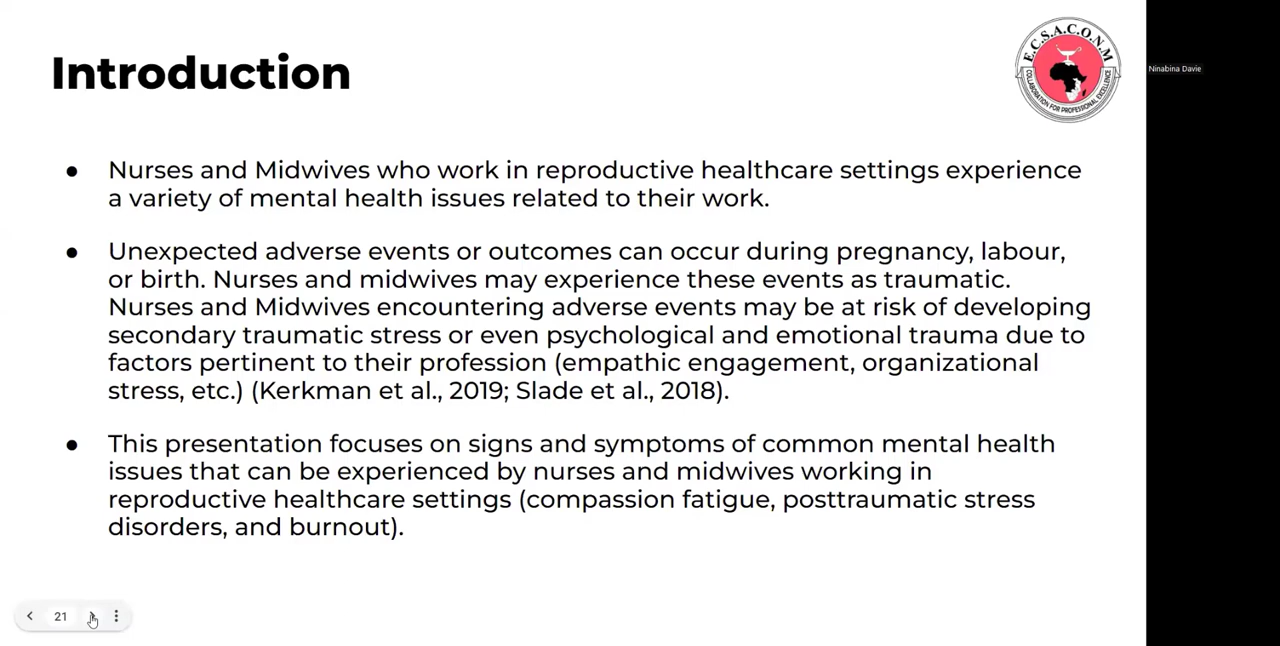 Introduction
E.C.S.A.C.O.N.M
COLLABORATION FOR PROFESSIONAL EXCELLENCE
Ninabina Davie
● Nurses and Midwives who work in reproductive healthcare settings experience
a variety of mental health issues related to their work.
● Unexpected adverse events or outcomes can occur during pregnancy, labour,
or birth. Nurses and midwives may experience these events as traumatic.
Nurses and Midwives encountering adverse events may be at risk of developing
secondary traumatic stress or even psychological and emotional trauma due to
factors pertinent to their profession (empathic engagement, organizational
stress, etc.) (Kerkman et al., 2019; Slade et al., 2018).
● This presentation focuses on signs and symptoms of common mental health
issues that can be experienced by nurses and midwives working in
reproductive healthcare settings (compassion fatigue, posttraumatic stress
disorders, and burnout).
21